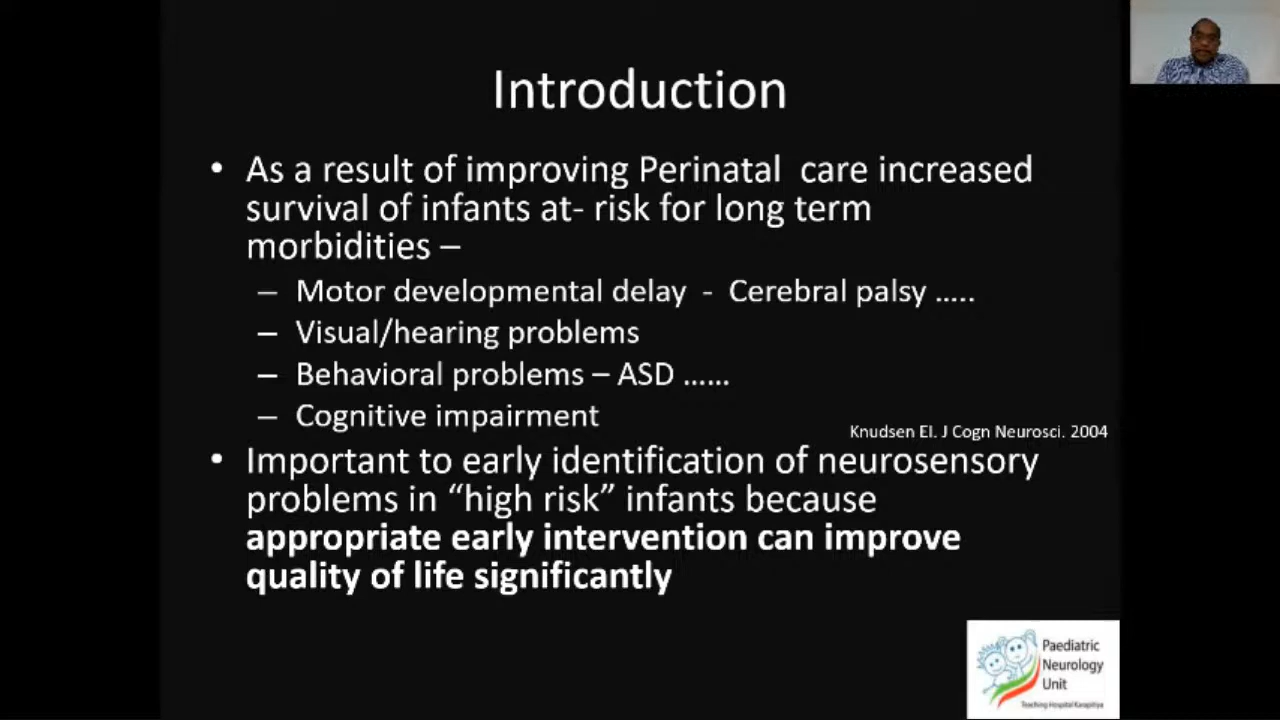 Introduction
• As a result of improving Perinatal care increased
survival of infants at- risk for long term
morbidities –
– Motor developmental delay - Cerebral palsy .....
– Visual/hearing problems
– Behavioral problems – ASD ......
– Cognitive impairment
Knudsen EI. J Cogn Neurosci. 2004
• Important to early identification of neurosensory
problems in “high risk” infants because
appropriate early intervention can improve
quality of life significantly
Paediatric
Neurology
Unit
Teaching Hospital Karapitiya